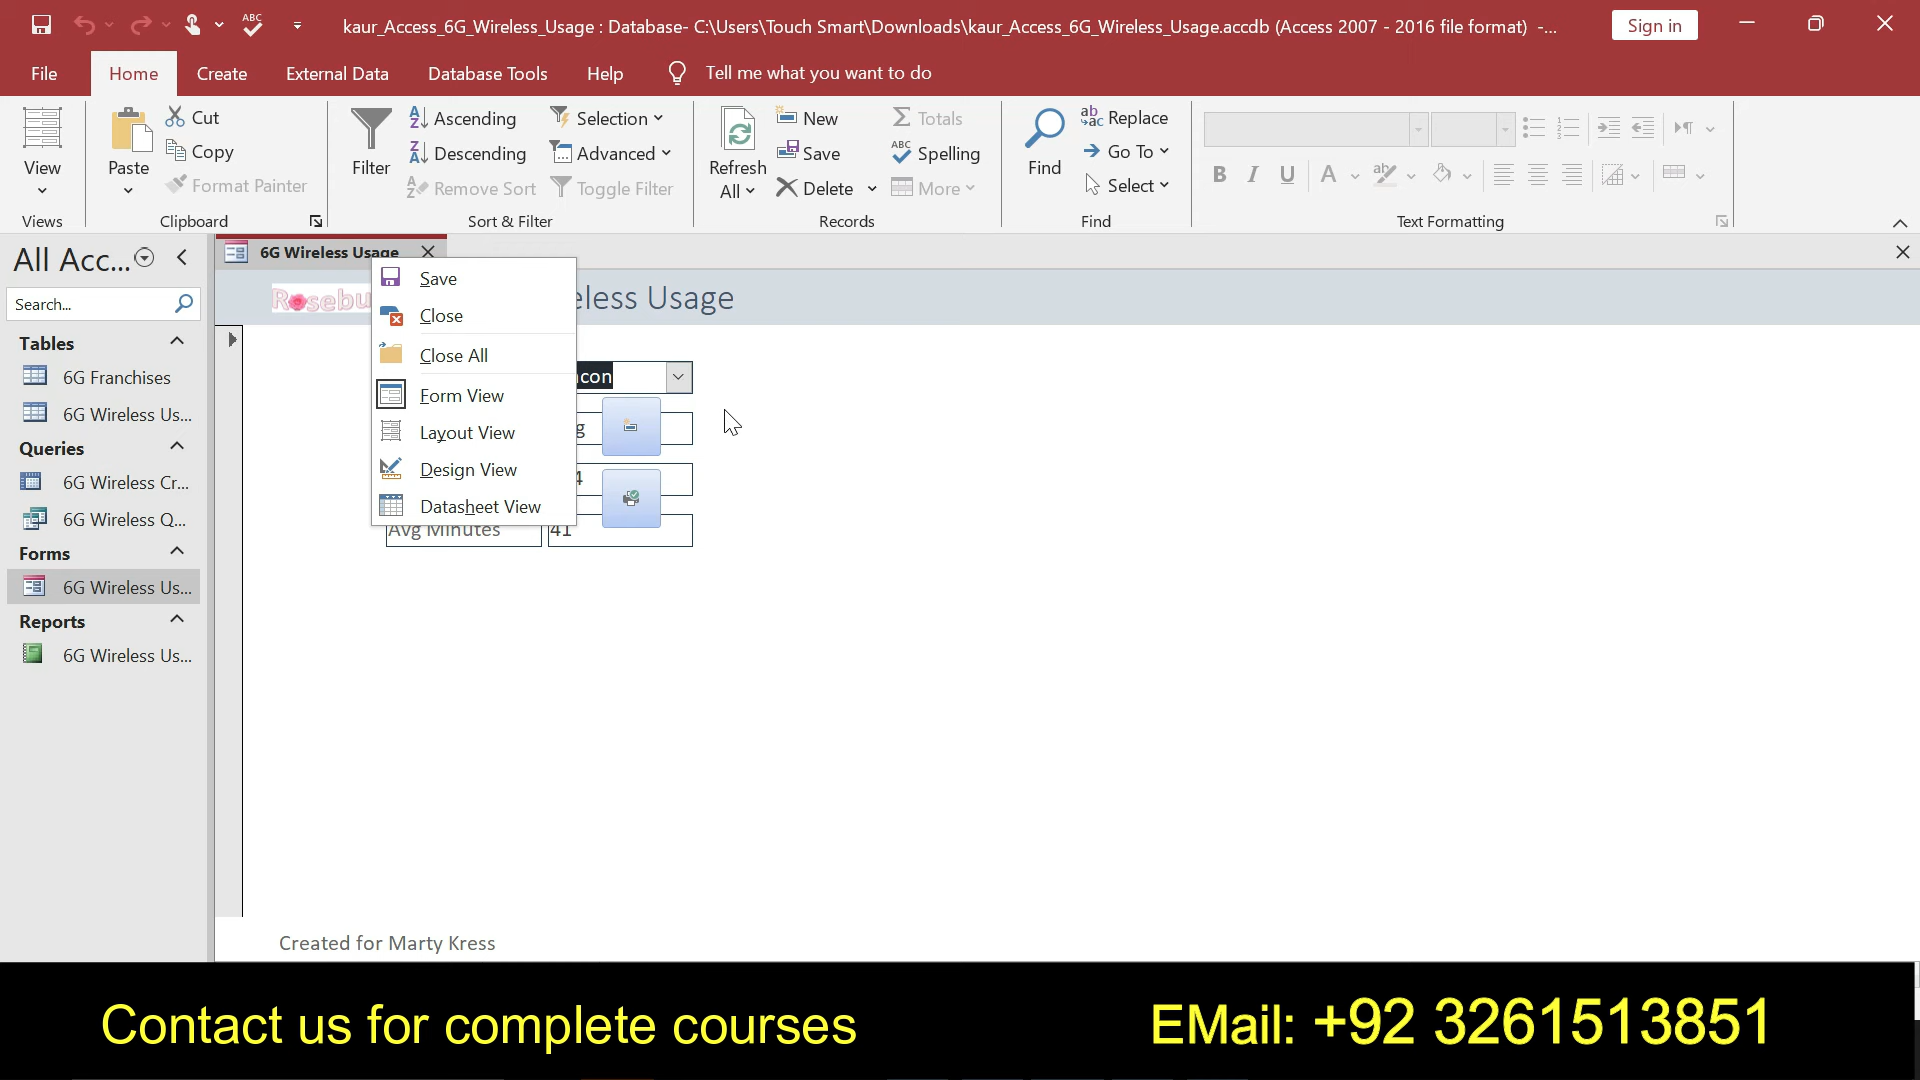 kaur_Access_6G_Wireless_Usage : Database- C:\Users\Touch Smart\Downloads\kaur_Access_6G_Wireless_Usage.accdb (Access 2007 - 2016 file format) -...
Sign in
File Home Create External Data Database Tools Help Tell me what you want to do
View
Views
Paste
Cut
Copy
Format Painter
Clipboard
Filter
Ascending
Descending
Remove Sort
Selection
Advanced
Toggle Filter
Sort & Filter
Refresh
All
New
Save
Delete
Totals
Spelling
More
Records
Find
Replace
Go To
Select
Find
B I U A
Text Formatting
All Acc...
Search...
Tables
6G Franchises
6G Wireless Us...
Queries
6G Wireless Cr...
6G Wireless Q...
Forms
6G Wireless Us...
Reports
6G Wireless Us...
6G Wireless Usage
Save
Close
Close All
Form View
Layout View
Design View
Datasheet View
Rosebu
eless Usage
con
g
4
Avg Minutes 41
Created for Marty Kress
Contact us for complete courses
EMail: +92 3261513851